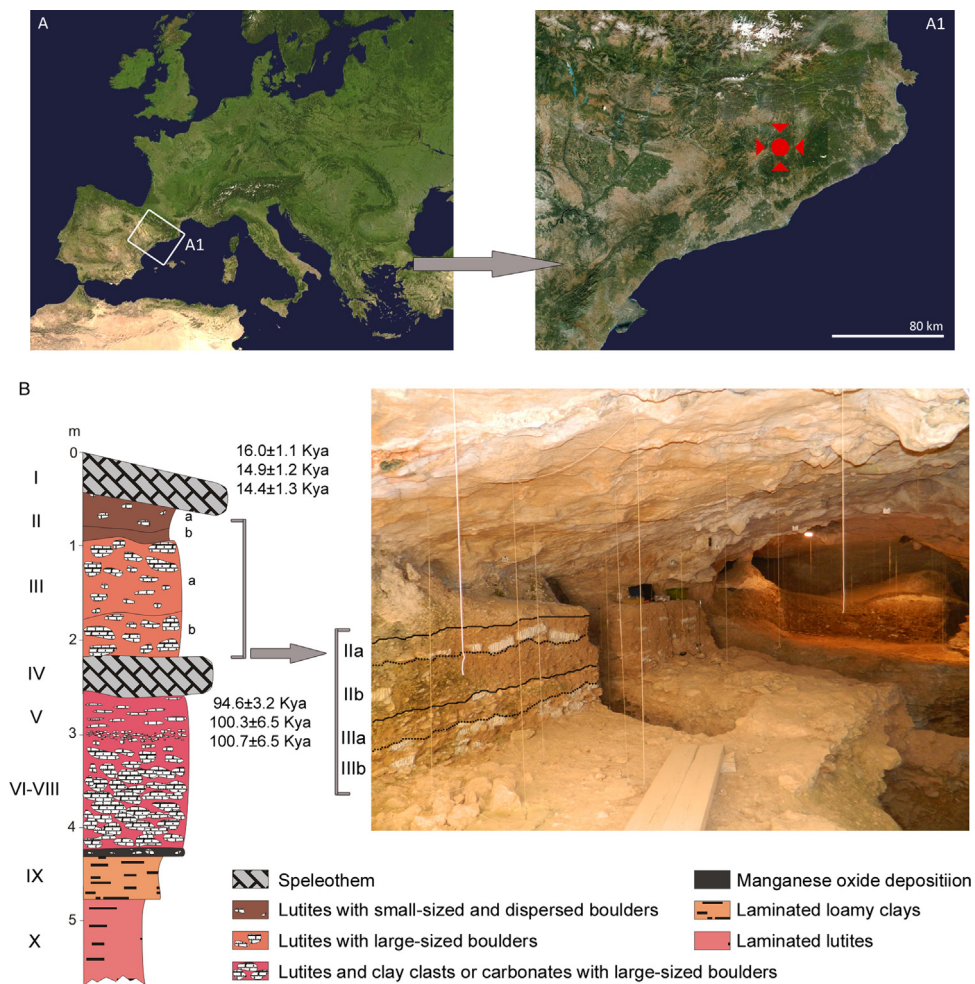 A
A1
A1
80 km
B
m
0
I
16.0±1.1 Kya
14.9±1.2 Kya
14.4±1.3 Kya
II
a
b
1
III
a
b
2
IV
IIa
V
94.6±3.2 Kya
100.3±6.5 Kya
100.7±6.5 Kya
IIb
IIIa
IIIb
3
VI-VIII
4
IX
5
X
Speleothem
Lutites with small-sized and dispersed boulders
Lutites with large-sized boulders
Lutites and clay clasts or carbonates with large-sized boulders
Manganese oxide depositiion
Laminated loamy clays
Laminated lutites